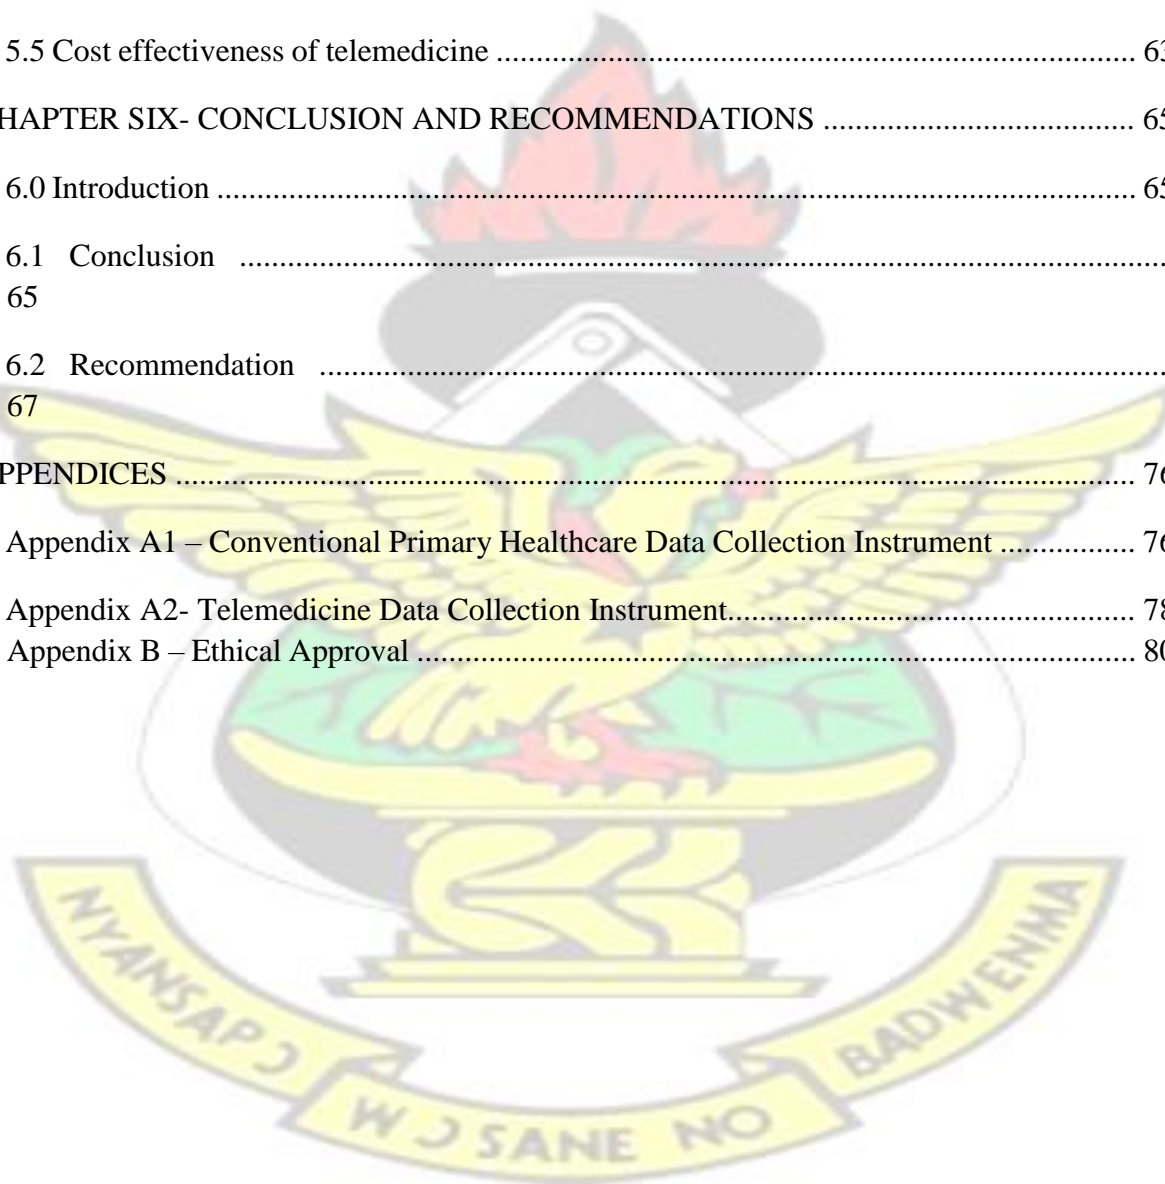 5.5 Cost effectiveness of telemedicine ................................................................................ 63
HAPTER SIX- CONCLUSION AND RECOMMENDATIONS ....................................... 65
6.0 Introduction ................................................................................................................... 65
6.1 Conclusion ....................................................................................................................
65
6.2 Recommendation ..........................................................................................................
67
PPENDICES ........................................................................................................................ 76
Appendix A1 – Conventional Primary Healthcare Data Collection Instrument ................. 76
Appendix A2- Telemedicine Data Collection Instrument................................................... 78
Appendix B – Ethical Approval .......................................................................................... 80
NYANSAPƆ
WƆSANE NO
BADWENMA